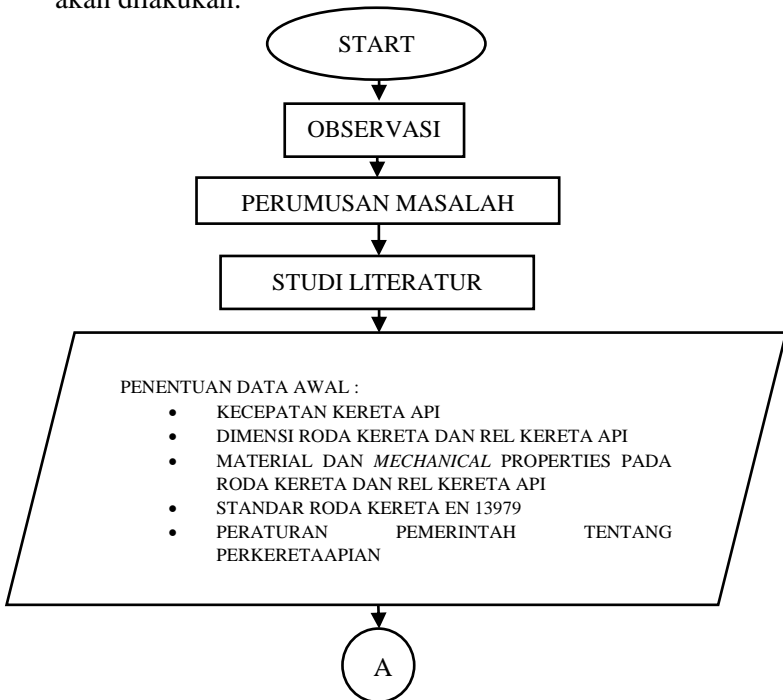 akan dilakukan.
START
OBSERVASI
PERUMUSAN MASALAH
STUDI LITERATUR
PENENTUAN DATA AWAL :
• KECEPATAN KERETA API
• DIMENSI RODA KERETA DAN REL KERETA API
• MATERIAL DAN MECHANICAL PROPERTIES PADA
RODA KERETA DAN REL KERETA API
• STANDAR RODA KERETA EN 13979
• PERATURAN PEMERINTAH TENTANG
PERKERETAAPIAN
A